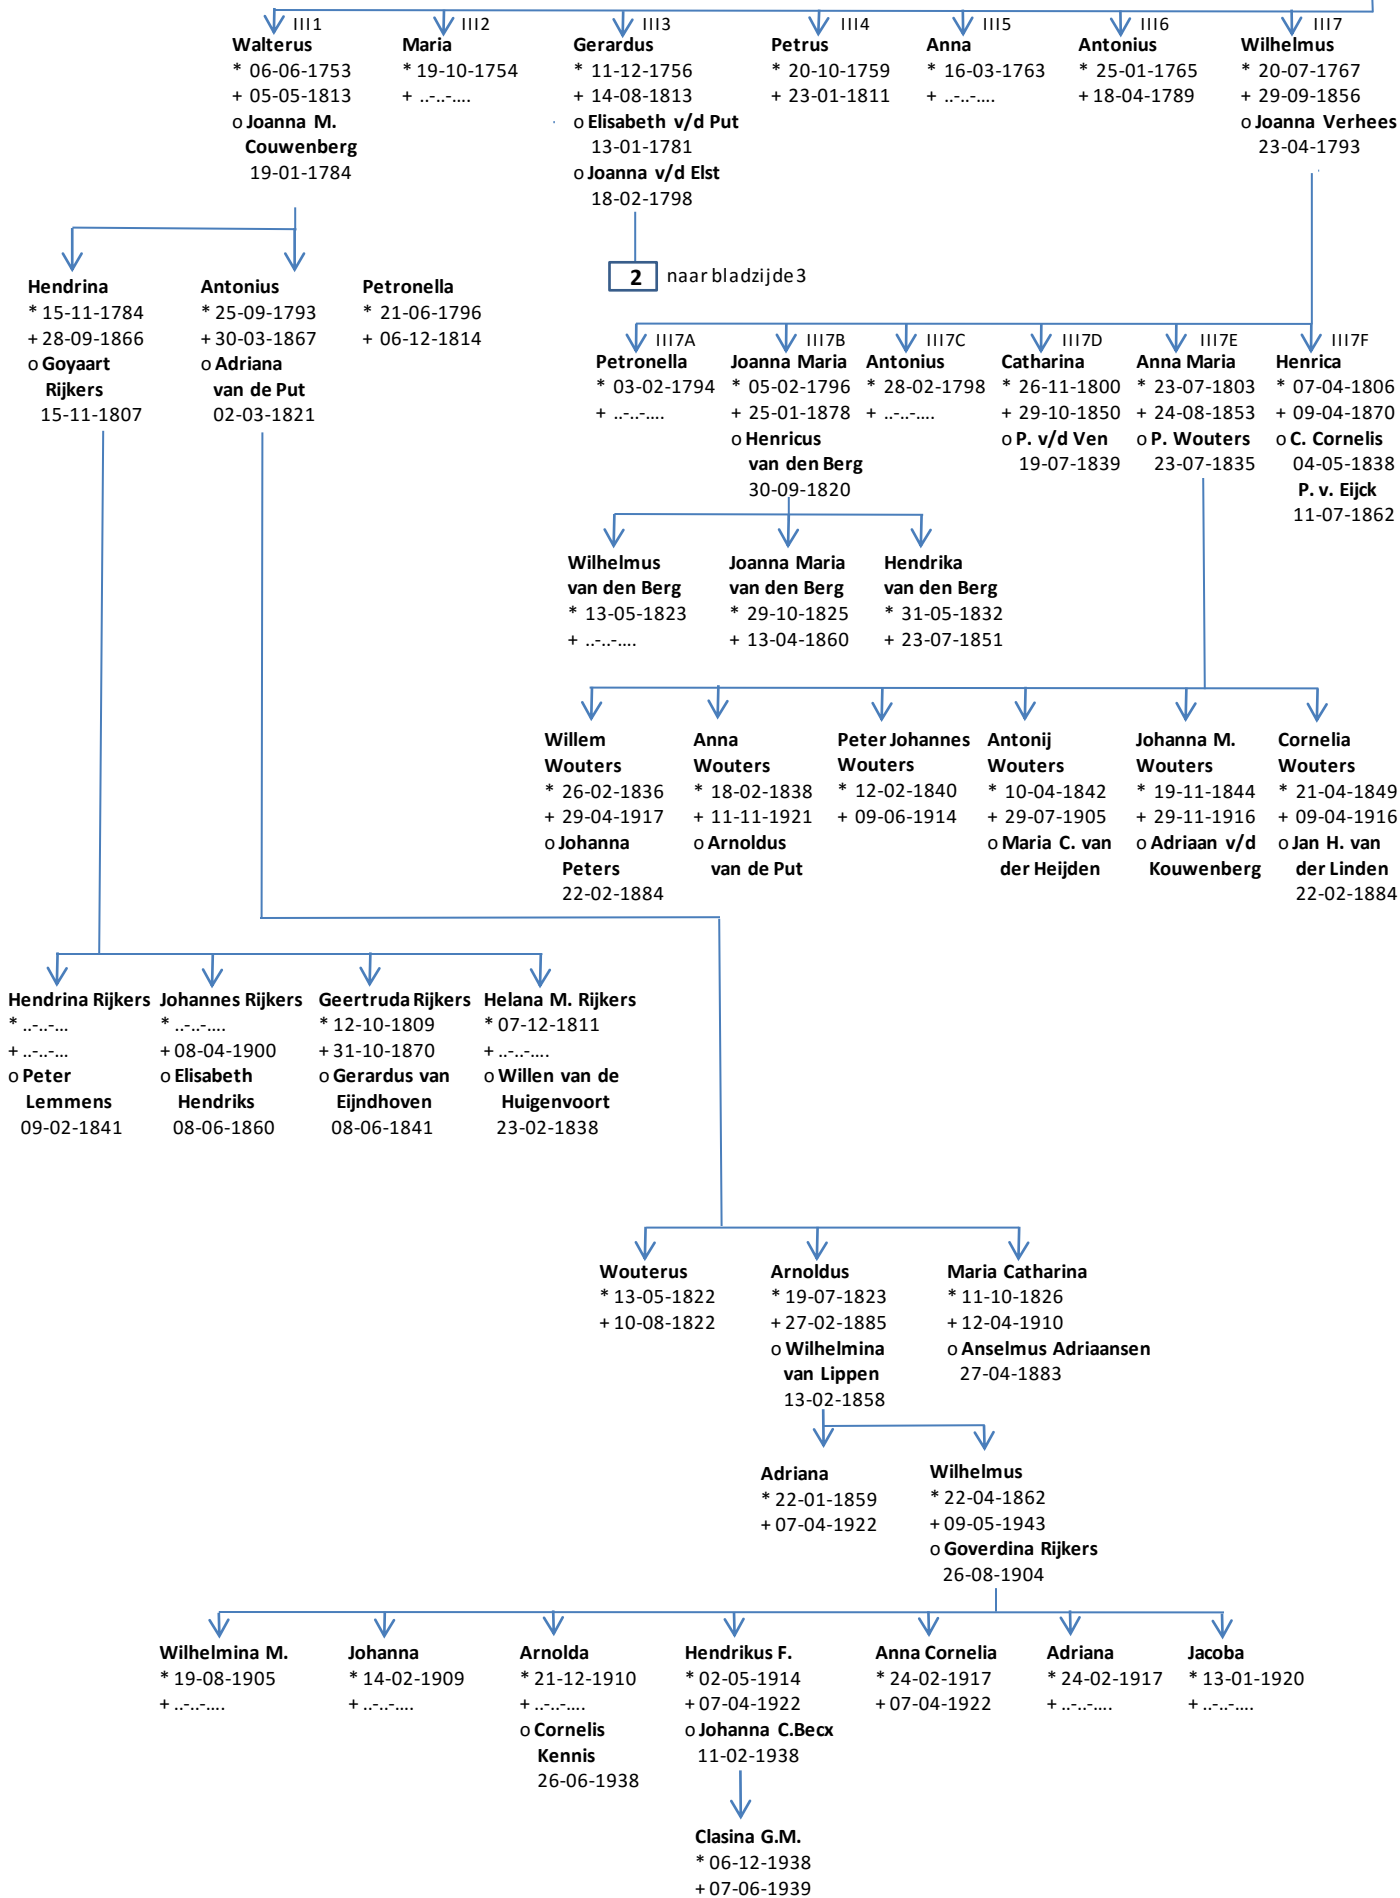 III1
Walterus
* 06-06-1753
+ 05-05-1813
o Joanna M.
Couwenberg
19-01-1784
III2
Maria
* 19-10-1754
+ ..-..-....
III3
Gerardus
* 11-12-1756
+ 14-08-1813
o Elisabeth v/d Put
13-01-1781
o Joanna v/d Elst
18-02-1798
III4
Petrus
* 20-10-1759
+ 23-01-1811
III5
Anna
* 16-03-1763
+ ..-..-....
III6
Antonius
* 25-01-1765
+ 18-04-1789
III7
Wilhelmus
* 20-07-1767
+ 29-09-1856
o Joanna Verhees
23-04-1793
Hendrina
* 15-11-1784
+ 28-09-1866
o Goyaart
Rijkers
15-11-1807
Antonius
* 25-09-1793
+ 30-03-1867
o Adriana
van de Put
02-03-1821
Petronella
* 21-06-1796
+ 06-12-1814
2 naar bladzijde 3
III7A
Petronella
* 03-02-1794
+ ..-..-....
III7B
Joanna Maria
* 05-02-1796
+ 25-01-1878
o Henricus
van den Berg
30-09-1820
III7C
Antonius
* 28-02-1798
+ ..-..-....
III7D
Catharina
* 26-11-1800
+ 29-10-1850
o P. v/d Ven
19-07-1839
III7E
Anna Maria
* 23-07-1803
+ 24-08-1853
o P. Wouters
23-07-1835
III7F
Henrica
* 07-04-1806
+ 09-04-1870
o C. Cornelis
04-05-1838
P. v. Eijck
11-07-1862
Wilhelmus
van den Berg
* 13-05-1823
+ ..-..-....
Joanna Maria
van den Berg
* 29-10-1825
+ 13-04-1860
Hendrika
van den Berg
* 31-05-1832
+ 23-07-1851
Willem
Wouters
* 26-02-1836
+ 29-04-1917
o Johanna
Peters
22-02-1884
Anna
Wouters
* 18-02-1838
+ 11-11-1921
o Arnoldus
van de Put
Peter Johannes
Wouters
* 12-02-1840
+ 09-06-1914
Antonij
Wouters
* 10-04-1842
+ 29-07-1905
o Maria C. van
der Heijden
Johanna M.
Wouters
* 19-11-1844
+ 29-11-1916
o Adriaan v/d
Kouwenberg
Cornelia
Wouters
* 21-04-1849
+ 09-04-1916
o Jan H. van
der Linden
22-02-1884
Hendrina Rijkers
* ..-..-...
+ ..-..-...
o Peter
Lemmens
09-02-1841
Johannes Rijkers
* ..-..-....
+ 08-04-1900
o Elisabeth
Hendriks
08-06-1860
Geertruda Rijkers
* 12-10-1809
+ 31-10-1870
o Gerardus van
Eijndhoven
08-06-1841
Helana M. Rijkers
* 07-12-1811
+ ..-..-....
o Willen van de
Huigenvoort
23-02-1838
Wouterus
* 13-05-1822
+ 10-08-1822
Arnoldus
* 19-07-1823
+ 27-02-1885
o Wilhelmina
van Lippen
13-02-1858
Maria Catharina
* 11-10-1826
+ 12-04-1910
o Anselmus Adriaansen
27-04-1883
Adriana
* 22-01-1859
+ 07-04-1922
Wilhelmus
* 22-04-1862
+ 09-05-1943
o Goverdina Rijkers
26-08-1904
Wilhelmina M.
* 19-08-1905
+ ..-..-....
Johanna
* 14-02-1909
+ ..-..-....
Arnolda
* 21-12-1910
+ ..-..-....
o Cornelis
Kennis
26-06-1938
Hendrikus F.
* 02-05-1914
+ 07-04-1922
o Johanna C.Becx
11-02-1938
Anna Cornelia
* 24-02-1917
+ 07-04-1922
Adriana
* 24-02-1917
+ ..-..-....
Jacoba
* 13-01-1920
+ ..-..-....
Clasina G.M.
* 06-12-1938
+ 07-06-1939